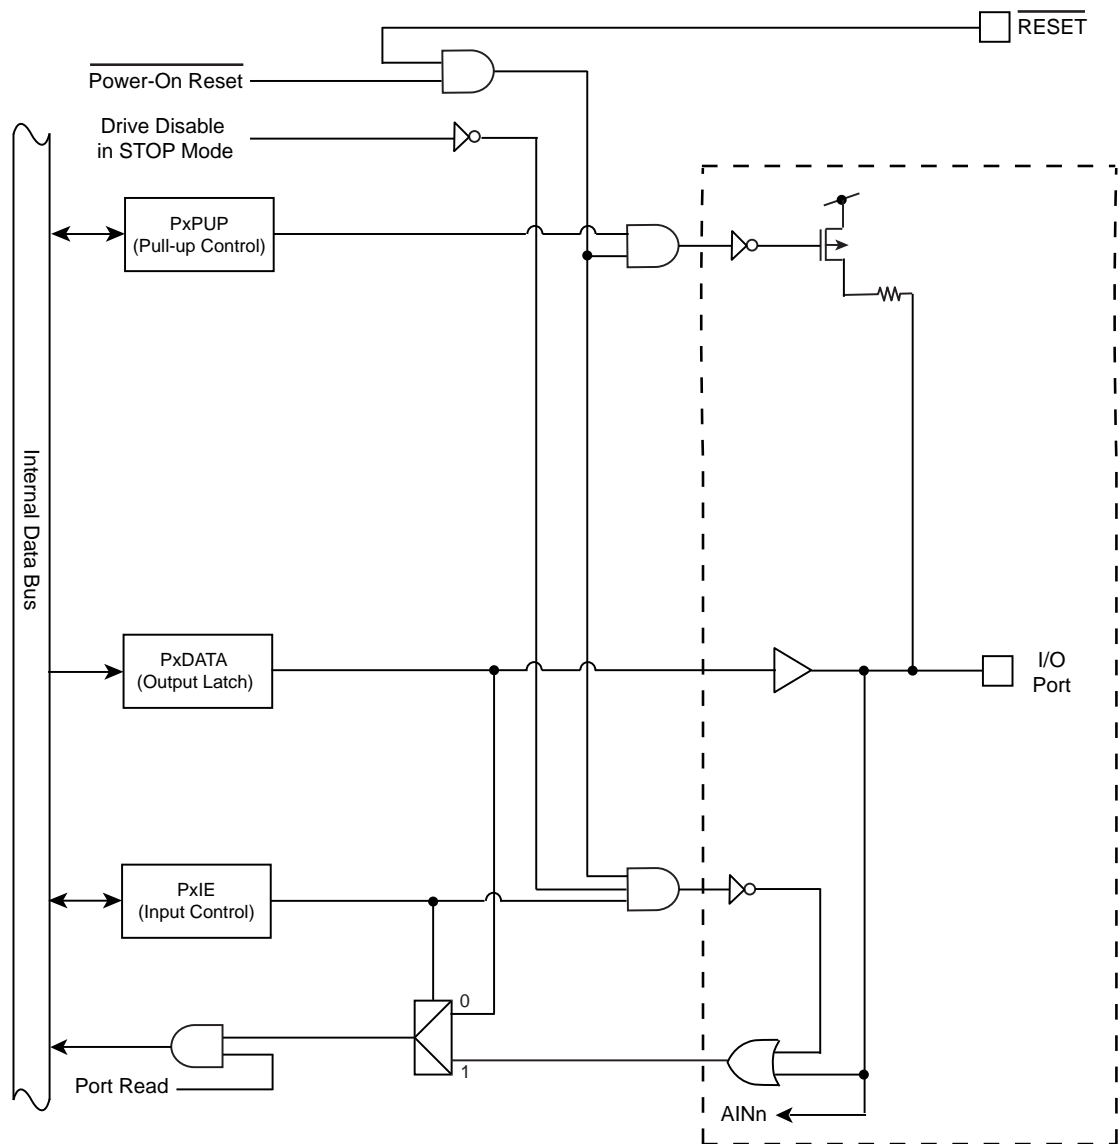 RESET
Power-On Reset
Drive Disable
in STOP Mode
PxPUP
(Pull-up Control)
Internal Data Bus
PxDATA
(Output Latch)
I/O
Port
PxIE
(Input Control)
0
1
Port Read
AINn